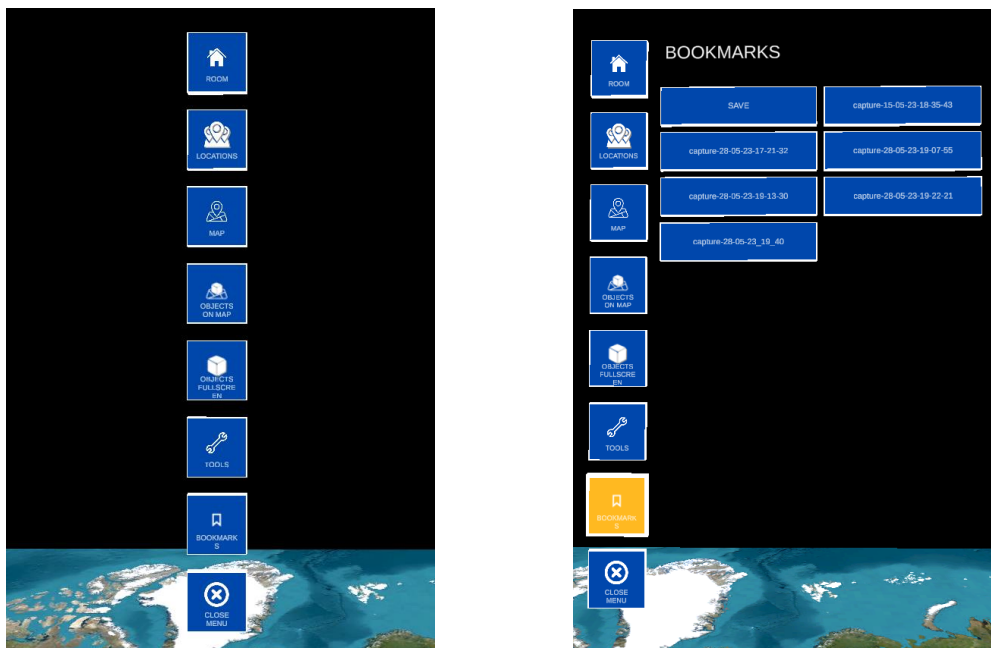 ROOM
LOCATIONS
MAP
OBJECTS
ON MAP
OBJECTS
FULLSCRE
EN
TOOLS
BOOKMARK
S
CLOSE
MENU
BOOKMARKS
ROOM
LOCATIONS
MAP
OBJECTS
ON MAP
OBJECTS
FULLSCRE
EN
TOOLS
BOOKMARK
S
CLOSE
MENU
SAVE
capture-15-05-23-18-35-43
capture-28-05-23-17-21-32
capture-28-05-23-19-07-55
capture-28-05-23-19-13-30
capture-28-05-23-19-22-21
capture-28-05-23_19_40